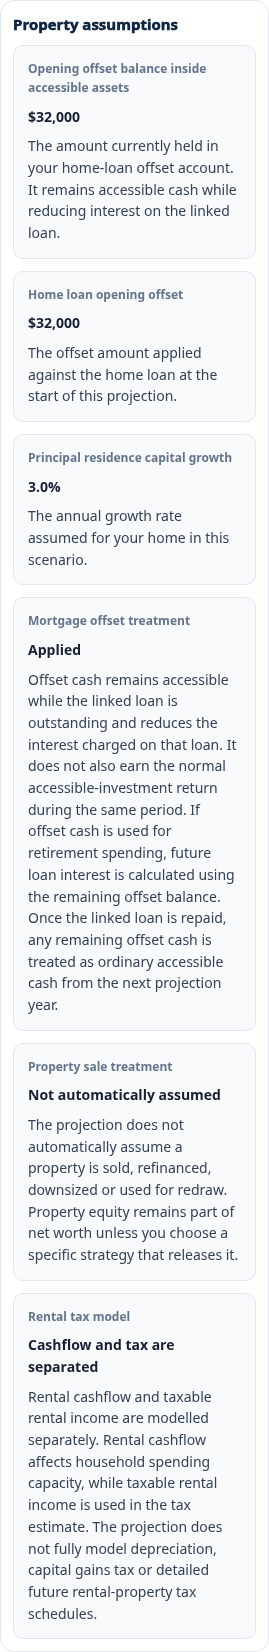 Property assumptions
Opening offset balance inside
accessible assets
$32,000
The amount currently held in
your home-loan offset account.
It remains accessible cash while
reducing interest on the linked
loan.
Home loan opening offset
$32,000
The offset amount applied
against the home loan at the
start of this projection.
Principal residence capital growth
3.0%
The annual growth rate
assumed for your home in this
scenario.
Mortgage offset treatment
Applied
Offset cash remains accessible
while the linked loan is
outstanding and reduces the
interest charged on that loan. It
does not also earn the normal
accessible-investment return
during the same period. If
offset cash is used for
retirement spending, future
loan interest is calculated using
the remaining offset balance.
Once the linked loan is repaid,
any remaining offset cash is
treated as ordinary accessible
cash from the next projection
year.
Property sale treatment
Not automatically assumed
The projection does not
automatically assume a
property is sold, refinanced,
downsized or used for redraw.
Property equity remains part of
net worth unless you choose a
specific strategy that releases it.
Rental tax model
Cashflow and tax are
separated
Rental cashflow and taxable
rental income are modelled
separately. Rental cashflow
affects household spending
capacity, while taxable rental
income is used in the tax
estimate. The projection does
not fully model depreciation,
capital gains tax or detailed
future rental-property tax
schedules.